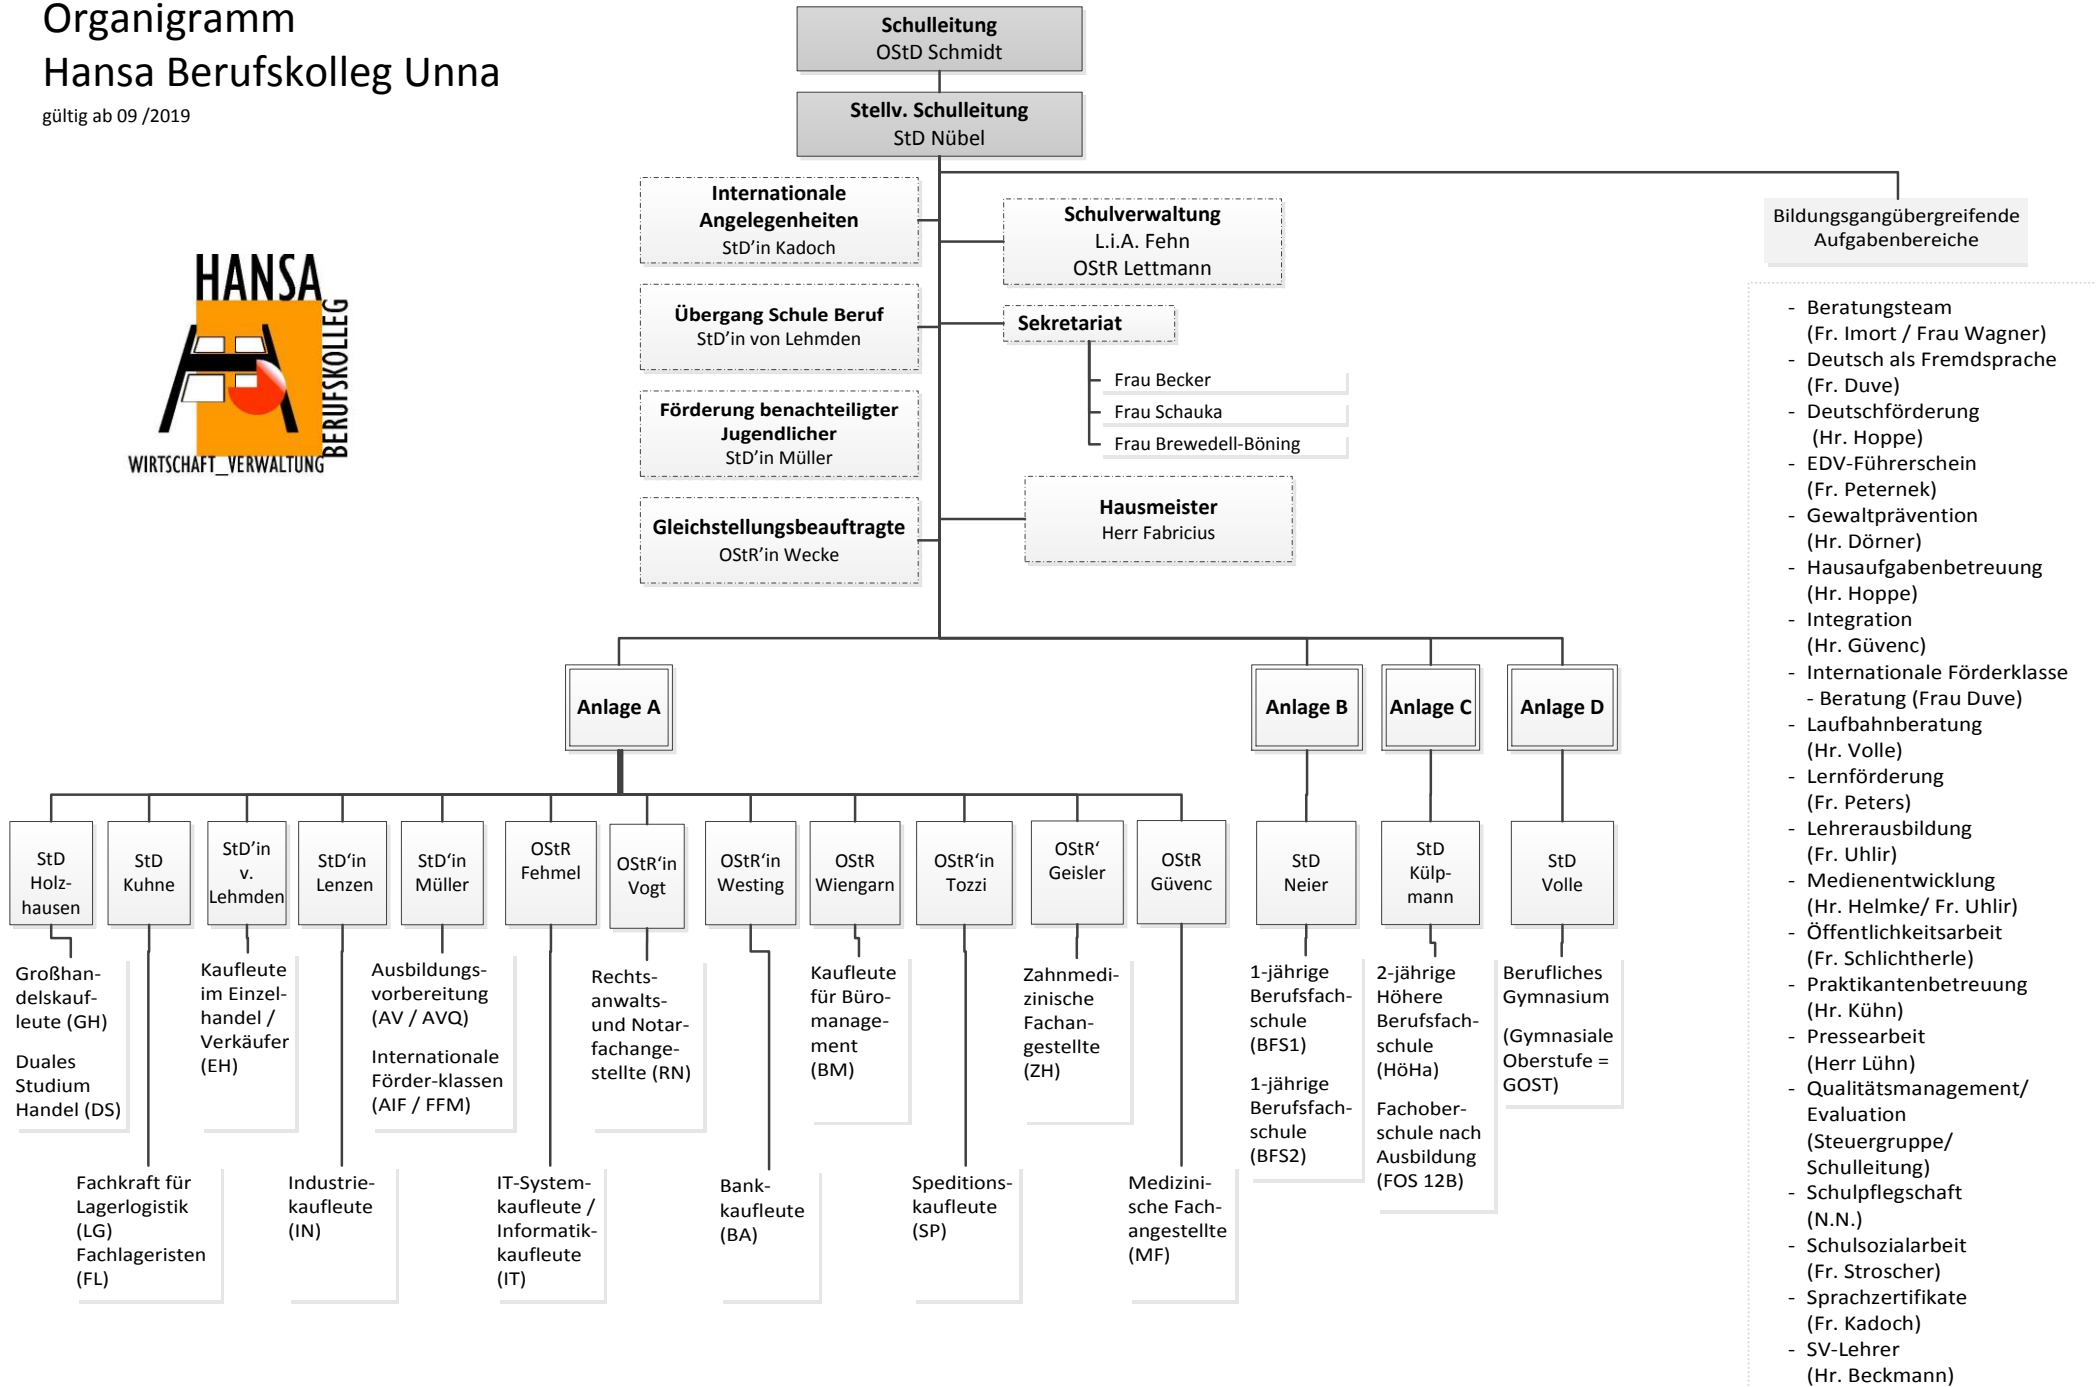 Organigramm
Hansa Berufskolleg Unna
gültig ab 09 /2019
HANSA
BERUFSKOLLEG
WIRTSCHAFT_VERWALTUNG
Schulleitung
OStD Schmidt
Stellv. Schulleitung
StD Nübel
Internationale
Angelegenheiten
StD’in Kadoch
Übergang Schule Beruf
StD’in von Lehmden
Förderung benachteiligter
Jugendlicher
StD’in Müller
Gleichstellungsbeauftragte
OStR’in Wecke
Schulverwaltung
L.i.A. Fehn
OStR Lettmann
Sekretariat
Frau Becker
Frau Schauka
Frau Brewedell-Böning
Hausmeister
Herr Fabricius
Anlage A
Anlage B
Anlage C
Anlage D
StD
Holz-
hausen
StD
Kuhne
StD’in
v.
Lehmden
StD‘in
Lenzen
StD‘in
Müller
OStR
Fehmel
OStR‘in
Vogt
OStR‘in
Westing
OStR
Wiengarn
OStR‘in
Tozzi
OStR‘
Geisler
OStR
Güvenc
StD
Neier
StD
Külp-
mann
StD
Volle
Großhan-
delskauf-
leute (GH)
Duales
Studium
Handel (DS)
Fachkraft für
Lagerlogistik
(LG)
Fachlageristen
(FL)
Kaufleute
im Einzel-
handel /
Verkäufer
(EH)
Industrie-
kaufleute
(IN)
Ausbildungs-
vorbereitung
(AV / AVQ)
Internationale
Förder-klassen
(AIF / FFM)
IT-System-
kaufleute /
Informatik-
kaufleute
(IT)
Rechts-
anwalts-
und Notar-
fachange-
stellte (RN)
Bank-
kaufleute
(BA)
Kaufleute
für Büro-
manage-
ment
(BM)
Speditions-
kaufleute
(SP)
Zahnmedi-
zinische
Fachan-
gestellte
(ZH)
Medizini-
sche Fach-
angestellte
(MF)
1-jährige
Berufsfach-
schule
(BFS1)
1-jährige
Berufsfach-
schule
(BFS2)
2-jährige
Höhere
Berufsfach-
schule
(HöHa)
Fachober-
schule nach
Ausbildung
(FOS 12B)
Berufliches
Gymnasium
(Gymnasiale
Oberstufe =
GOST)
Bildungsgangübergreifende
Aufgabenbereiche
- Beratungsteam
(Fr. Imort / Frau Wagner)
- Deutsch als Fremdsprache
(Fr. Duve)
- Deutschförderung
(Hr. Hoppe)
- EDV-Führerschein
(Fr. Peternek)
- Gewaltprävention
(Hr. Dörner)
- Hausaufgabenbetreuung
(Hr. Hoppe)
- Integration
(Hr. Güvenc)
- Internationale Förderklasse
- Beratung (Frau Duve)
- Laufbahnberatung
(Hr. Volle)
- Lernförderung
(Fr. Peters)
- Lehrerausbildung
(Fr. Uhlir)
- Medienentwicklung
(Hr. Helmke/ Fr. Uhlir)
- Öffentlichkeitsarbeit
(Fr. Schlichtherle)
- Praktikantenbetreuung
(Hr. Kühn)
- Pressearbeit
(Herr Lühn)
- Qualitätsmanagement/
Evaluation
(Steuergruppe/
Schulleitung)
- Schulpflegschaft
(N.N.)
- Schulsozialarbeit
(Fr. Stroscher)
- Sprachzertifikate
(Fr. Kadoch)
- SV-Lehrer
(Hr. Beckmann)